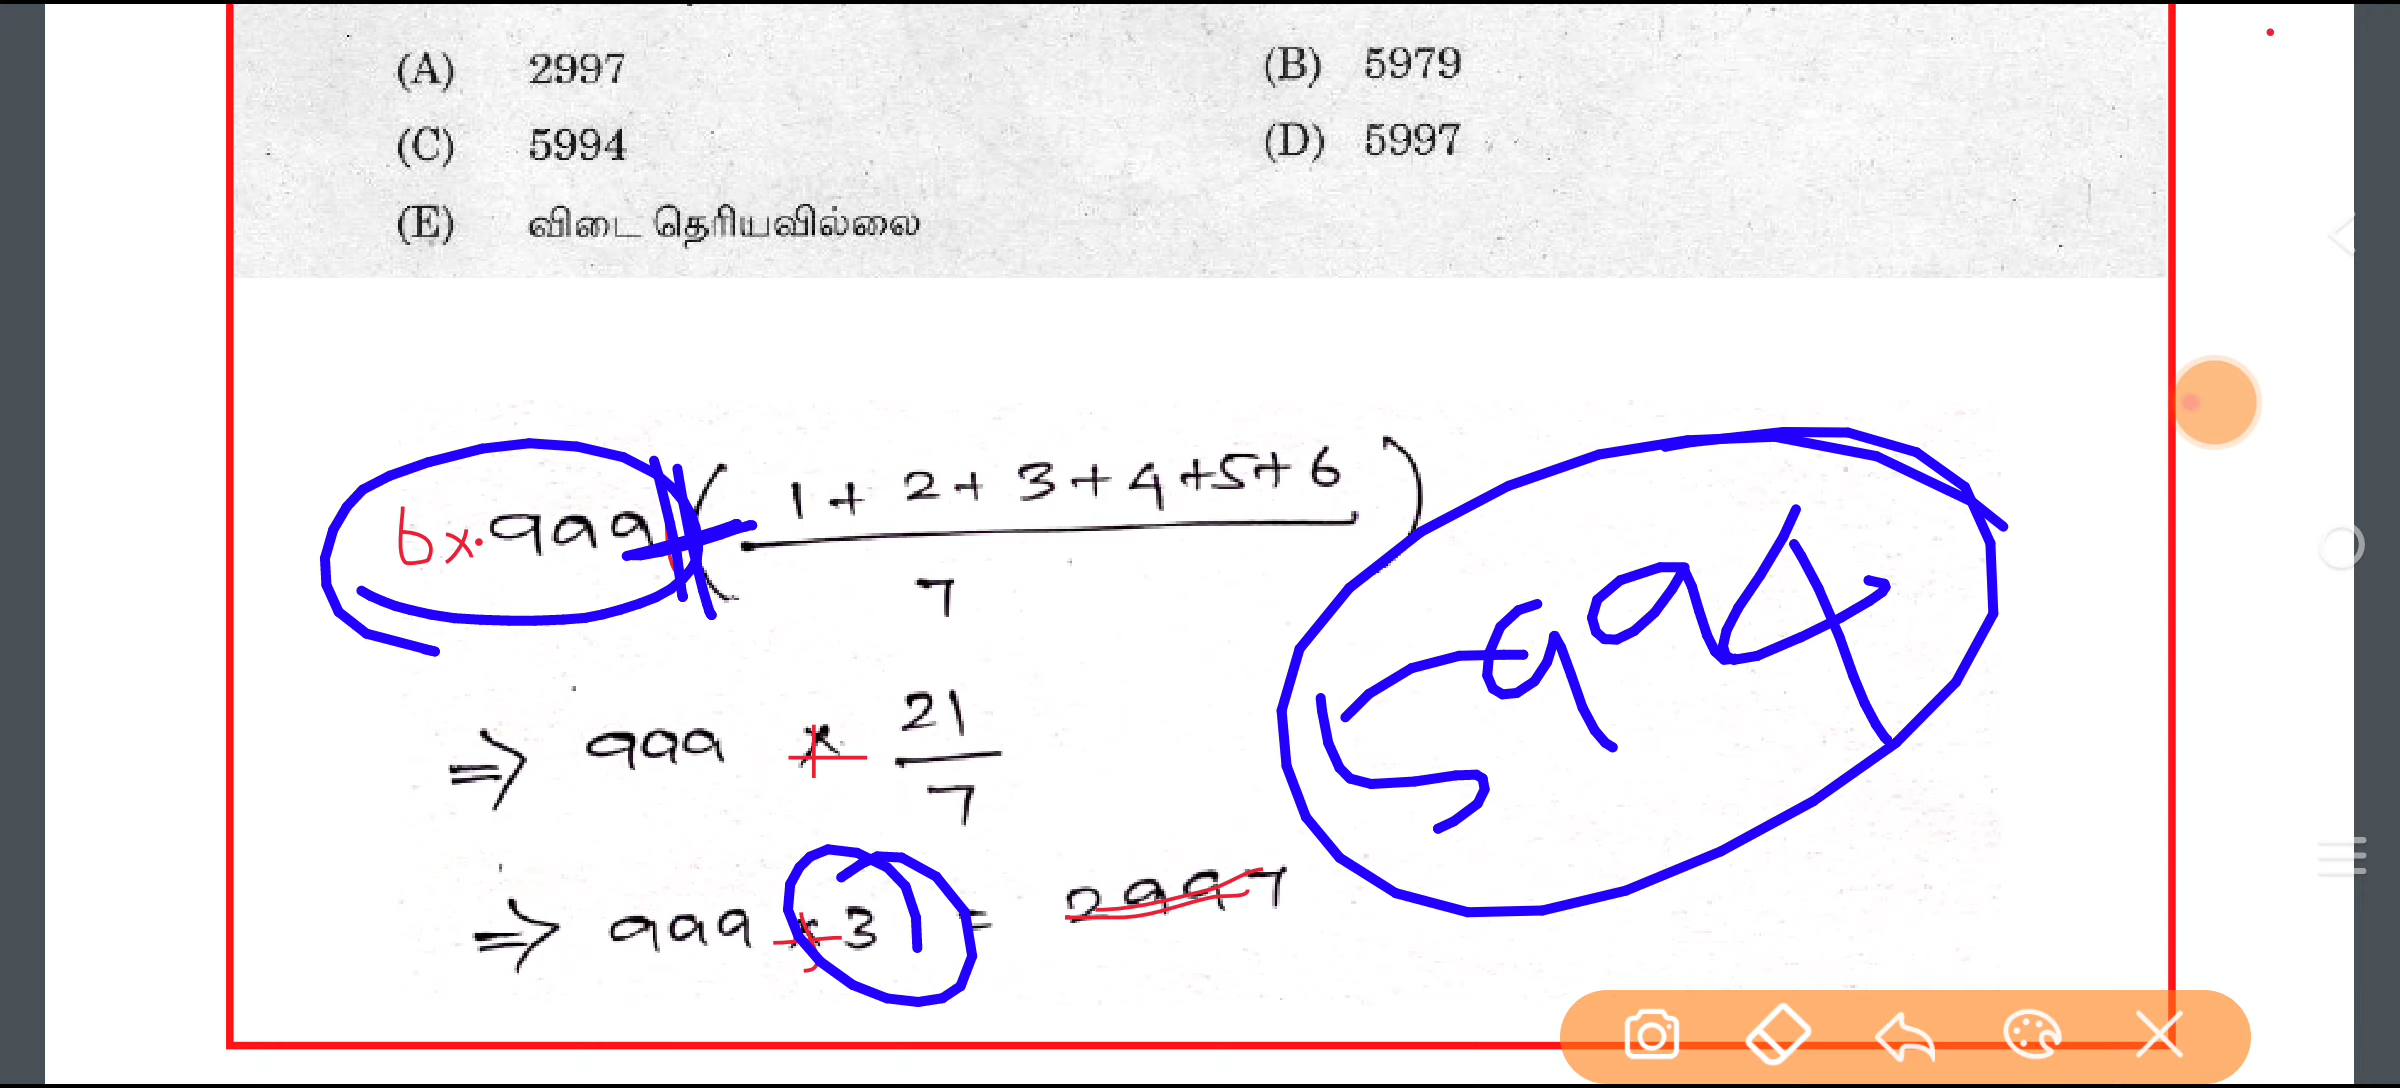 (A) 2997 (B) 5979
(C) 5994 (D) 5997
(E) விடை தெரியவில்லை
6x.999 + ( 1 + 2 + 3 + 4 + 5 + 6 )
7
5994
⇒ 999 + 21
7
⇒ 999 + 3 = 2997